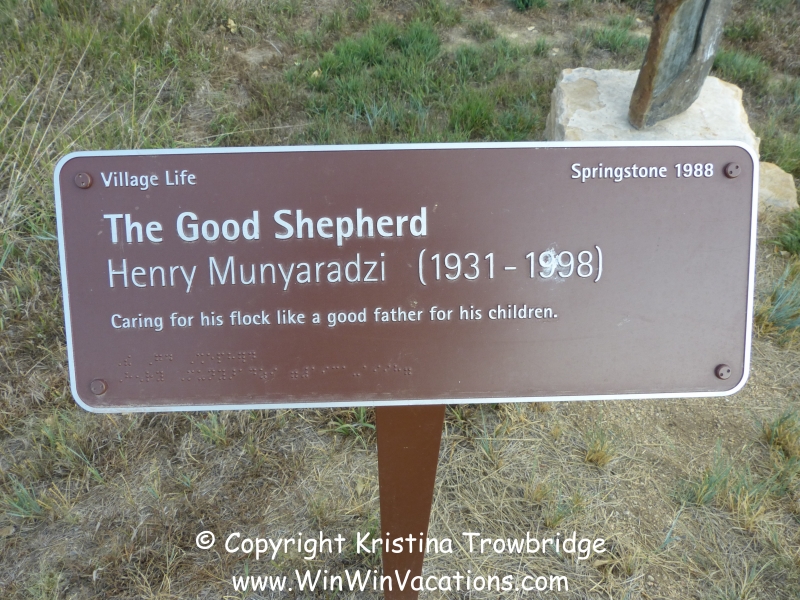 Village Life
Springstone 1988
The Good Shepherd
Henry Munyaradzi (1931 - 1998)
Caring for his flock like a good father for his children.
© Copyright Kristina Trowbridge
www.WinWinVacations.com